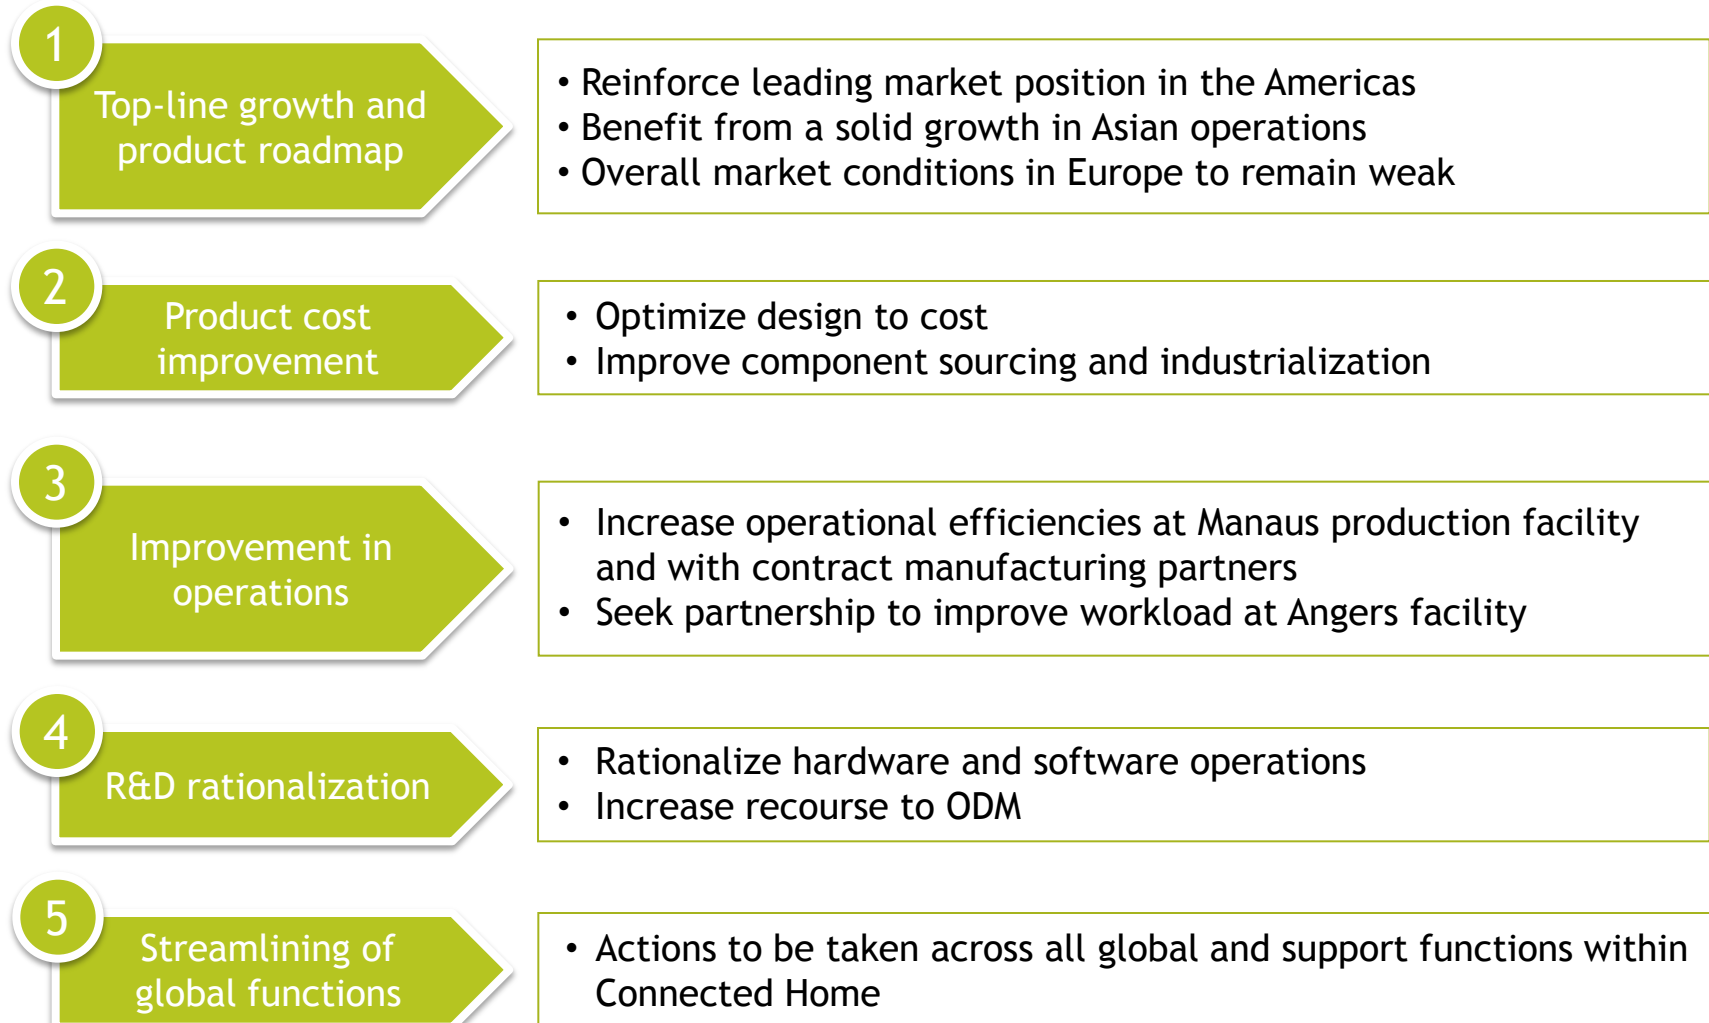 1
Top-line growth and
product roadmap
• Reinforce leading market position in the Americas
• Benefit from a solid growth in Asian operations
• Overall market conditions in Europe to remain weak
2
Product cost
improvement
• Optimize design to cost
• Improve component sourcing and industrialization
3
Improvement in
operations
• Increase operational efficiencies at Manaus production facility
and with contract manufacturing partners
• Seek partnership to improve workload at Angers facility
4
R&D rationalization
• Rationalize hardware and software operations
• Increase recourse to ODM
5
Streamlining of
global functions
• Actions to be taken across all global and support functions within
Connected Home